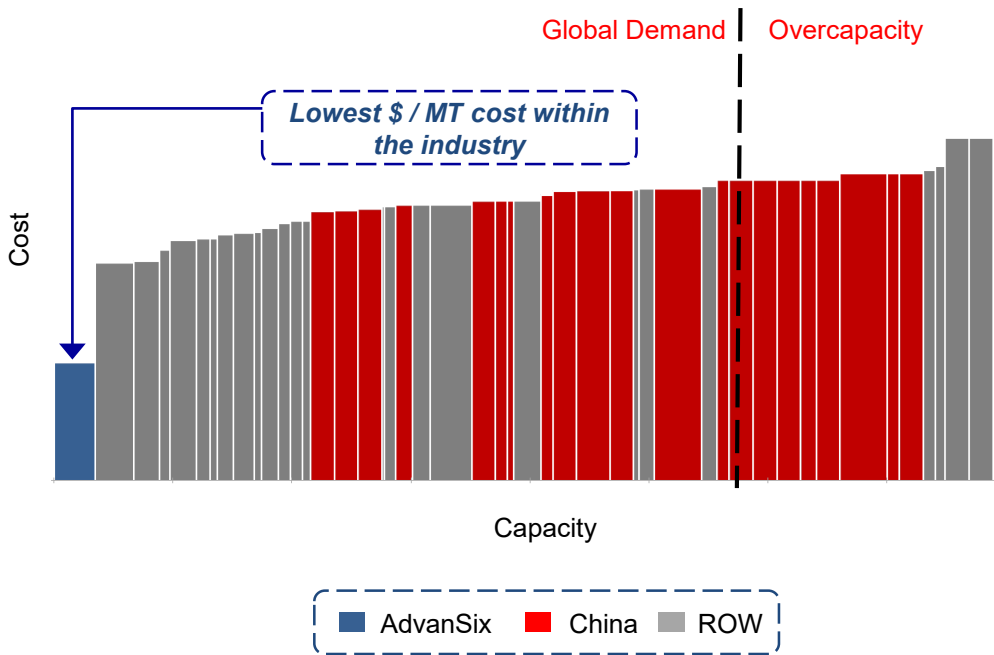 Global Demand
Overcapacity
Lowest $ / MT cost within
the industry
Cost
Capacity
AdvanSix
China
ROW